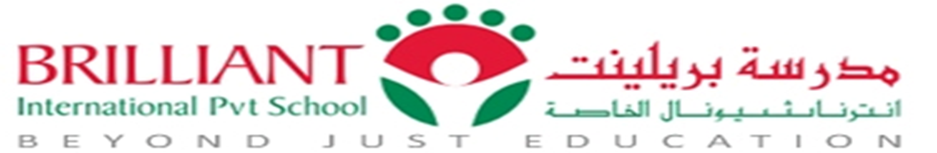 BRILLIANT
International Pvt School
مدرسة بريلينت
انترناشيونال الخاصة
BEYOND JUST EDUCATION